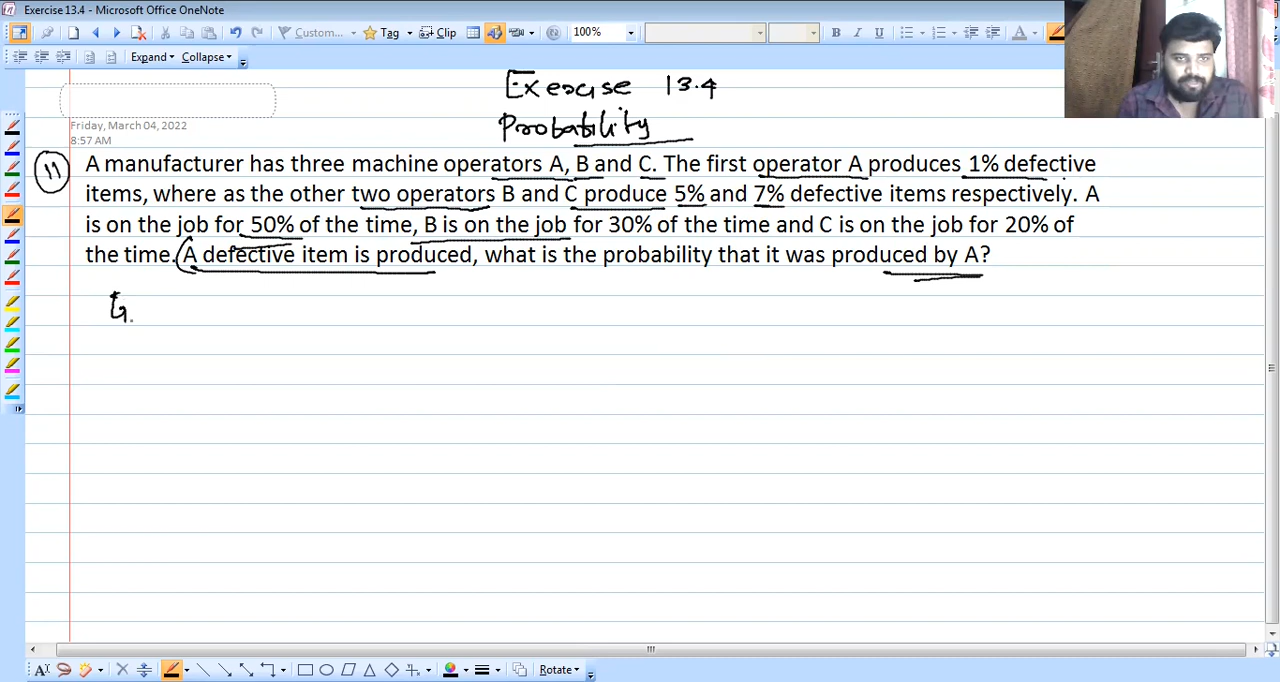 Exercise 13.4 - Microsoft Office OneNote
Custom... Tag Clip 100% B I U A
Expand Collapse
Exercise 13.4
Probability
Friday, March 04, 2022
8:57 AM
11 A manufacturer has three machine operators A, B and C. The first operator A produces 1% defective
items, where as the other two operators B and C produce 5% and 7% defective items respectively. A
is on the job for 50% of the time, B is on the job for 30% of the time and C is on the job for 20% of
the time. A defective item is produced, what is the probability that it was produced by A?
Rotate